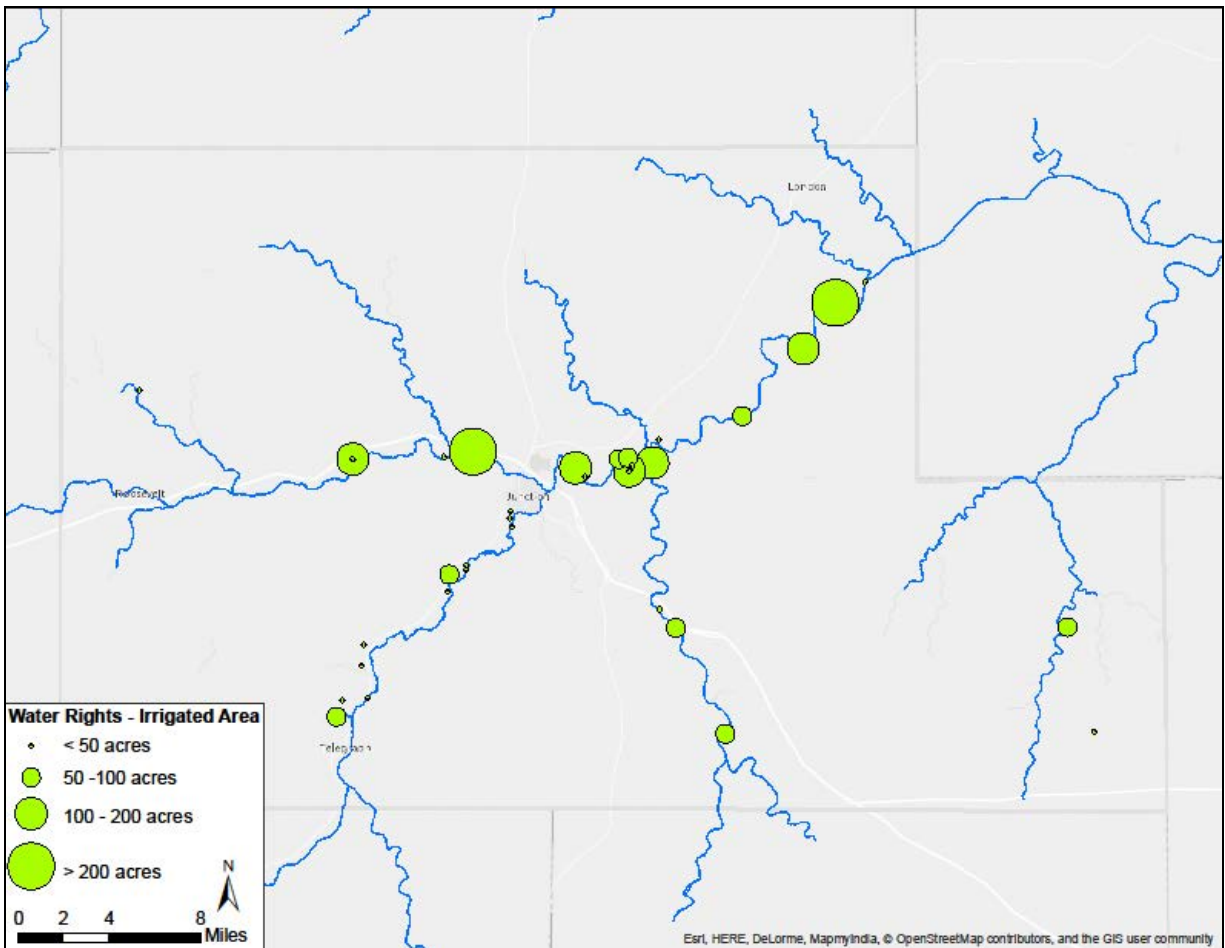 London
Roosevelt
Junction
Telegraph
Water Rights - Irrigated Area
< 50 acres
50 -100 acres
100 - 200 acres
> 200 acres
N
0 2 4 8
Miles
Esri, HERE, DeLorme, MapmyIndia, © OpenStreetMap contributors, and the GIS user community